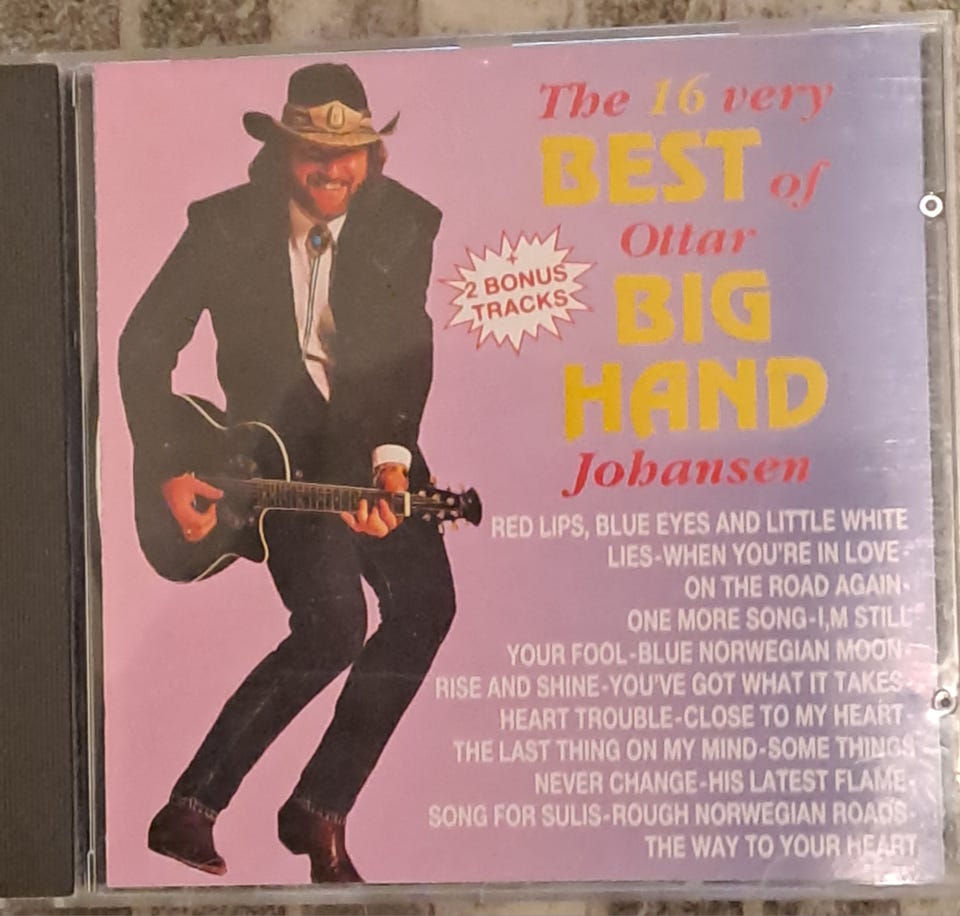 The 16 very
BEST of
Ottar
BIG
HAND
Johansen
+
2 BONUS
TRACKS
RED LIPS, BLUE EYES AND LITTLE WHITE
LIES-WHEN YOU'RE IN LOVE-
ON THE ROAD AGAIN-
ONE MORE SONG-I,M STILL
YOUR FOOL-BLUE NORWEGIAN MOON-
RISE AND SHINE-YOU'VE GOT WHAT IT TAKES-
HEART TROUBLE-CLOSE TO MY HEART-
THE LAST THING ON MY MIND-SOME THINGS
NEVER CHANGE-HIS LATEST FLAME-
SONG FOR SULIS-ROUGH NORWEGIAN ROADS-
THE WAY TO YOUR HEART